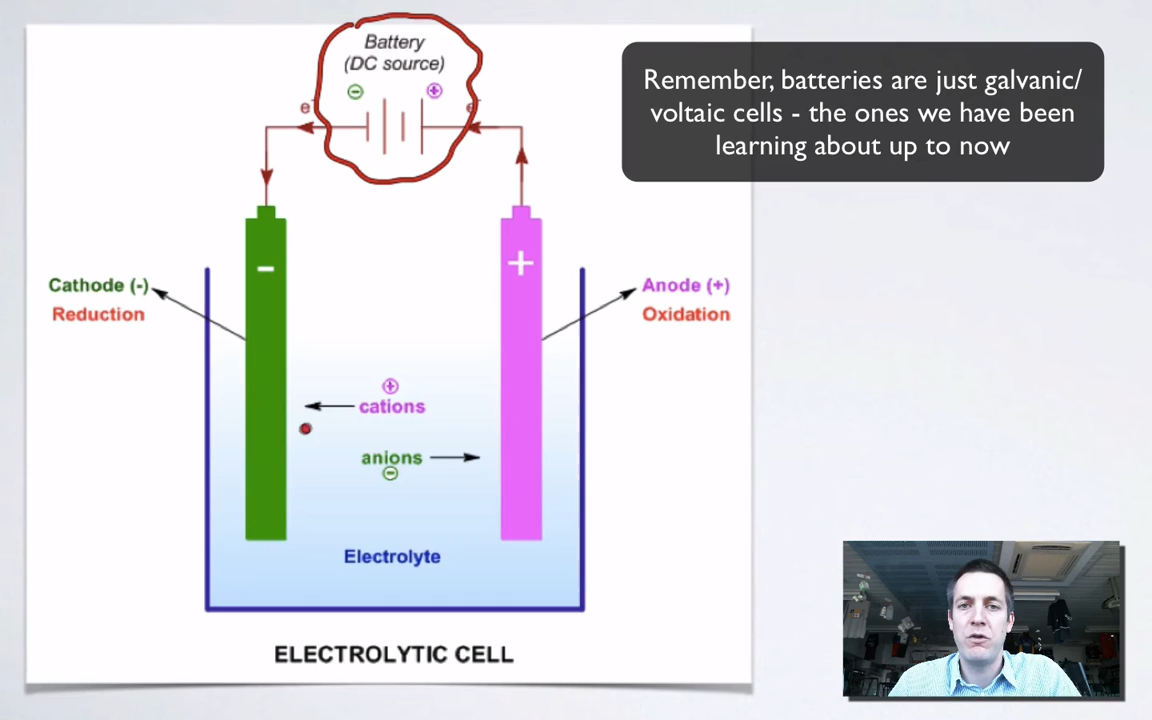 Battery
(DC source)
Remember, batteries are just galvanic/
voltaic cells - the ones we have been
learning about up to now
⊖
⊕
e⁻
e⁻
−
+
Cathode (-)
Reduction
Anode (+)
Oxidation
⊕
cations
anions
⊖
Electrolyte
ELECTROLYTIC CELL